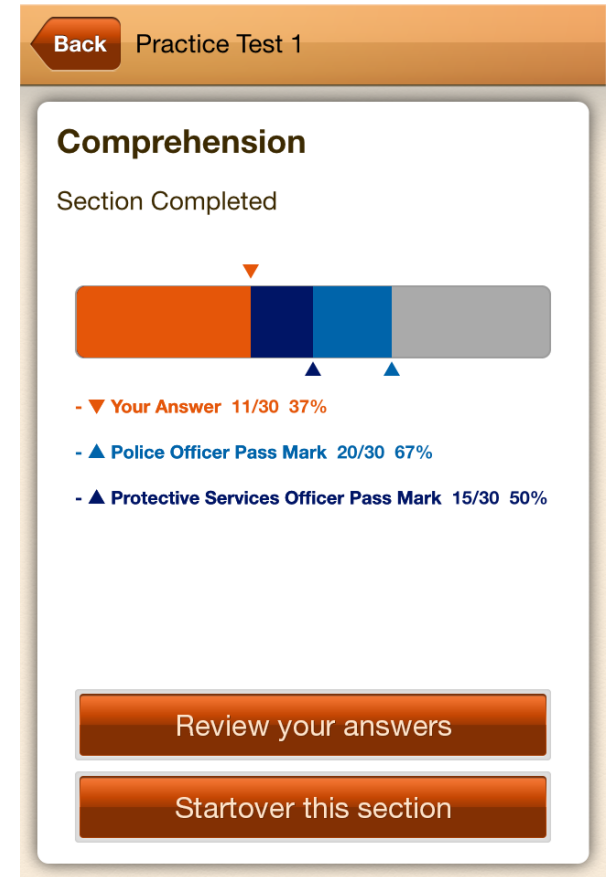 Back Practice Test 1
Comprehension
Section Completed
- ▼ Your Answer 11/30 37%
- ▲ Police Officer Pass Mark 20/30 67%
- ▲ Protective Services Officer Pass Mark 15/30 50%
Review your answers
Startover this section